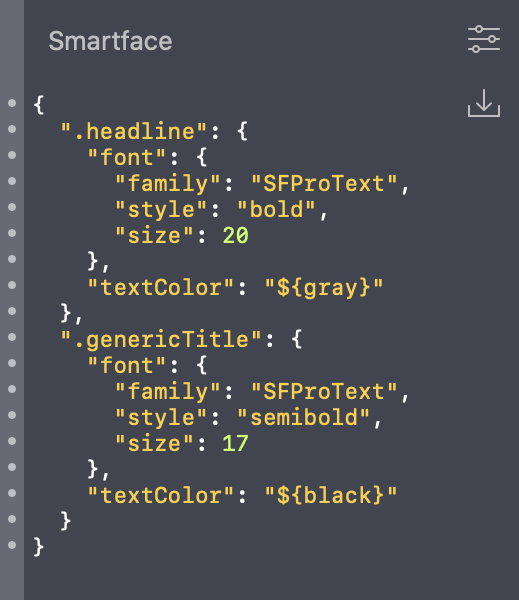 Smartface
{
  ".headline": {
    "font": {
      "family": "SFProText",
      "style": "bold",
      "size": 20
    },
    "textColor": "${gray}"
  },
  ".genericTitle": {
    "font": {
      "family": "SFProText",
      "style": "semibold",
      "size": 17
    },
    "textColor": "${black}"
  }
}